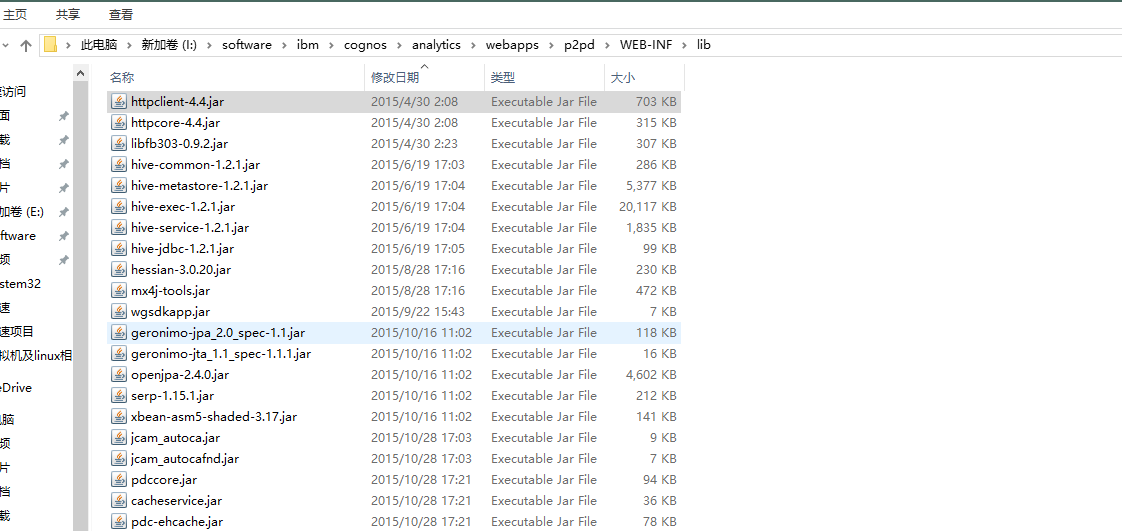 主页 共享 查看
此电脑 新加卷 (I:) software ibm cognos analytics webapps p2pd WEB-INF lib
名称 修改日期 类型 大小
httpclient-4.4.jar 2015/4/30 2:08 Executable Jar File 703 KB
httpcore-4.4.jar 2015/4/30 2:08 Executable Jar File 315 KB
libfb303-0.9.2.jar 2015/4/30 2:23 Executable Jar File 307 KB
hive-common-1.2.1.jar 2015/6/19 17:03 Executable Jar File 286 KB
hive-metastore-1.2.1.jar 2015/6/19 17:04 Executable Jar File 5,377 KB
hive-exec-1.2.1.jar 2015/6/19 17:04 Executable Jar File 20,117 KB
hive-service-1.2.1.jar 2015/6/19 17:04 Executable Jar File 1,835 KB
hive-jdbc-1.2.1.jar 2015/6/19 17:05 Executable Jar File 99 KB
hessian-3.0.20.jar 2015/8/28 17:16 Executable Jar File 230 KB
mx4j-tools.jar 2015/8/28 17:16 Executable Jar File 472 KB
wgsdkapp.jar 2015/9/22 15:43 Executable Jar File 7 KB
geronimo-jpa_2.0_spec-1.1.jar 2015/10/16 11:02 Executable Jar File 118 KB
geronimo-jta_1.1_spec-1.1.1.jar 2015/10/16 11:02 Executable Jar File 16 KB
openjpa-2.4.0.jar 2015/10/16 11:02 Executable Jar File 4,602 KB
serp-1.15.1.jar 2015/10/16 11:02 Executable Jar File 212 KB
xbean-asm5-shaded-3.17.jar 2015/10/16 11:02 Executable Jar File 141 KB
jcam_autoca.jar 2015/10/28 17:03 Executable Jar File 9 KB
jcam_autocafnd.jar 2015/10/28 17:03 Executable Jar File 7 KB
pdccore.jar 2015/10/28 17:21 Executable Jar File 94 KB
cacheservice.jar 2015/10/28 17:21 Executable Jar File 36 KB
pdc-ehcache.jar 2015/10/28 17:21 Executable Jar File 78 KB
访问
面
载
档
片
加卷 (E:)
ftware
频
stem32
速
速项目
拟机及linux相
eDrive
电脑
频
片
档
载